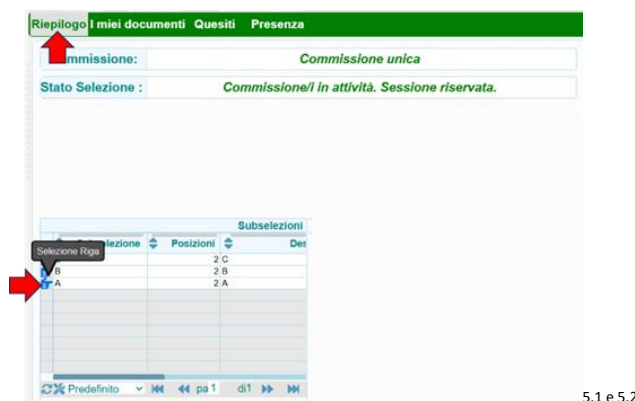 Riepilogo I miei documenti Quesiti Presenza
mmissione: Commissione unica
Stato Selezione : Commissione/i in attività. Sessione riservata.
Subselezioni
lezione Posizioni Des
Selezione Riga
2 C
B 2 B
A 2 A
Predefinito pa 1 di1
5.1 e 5.2